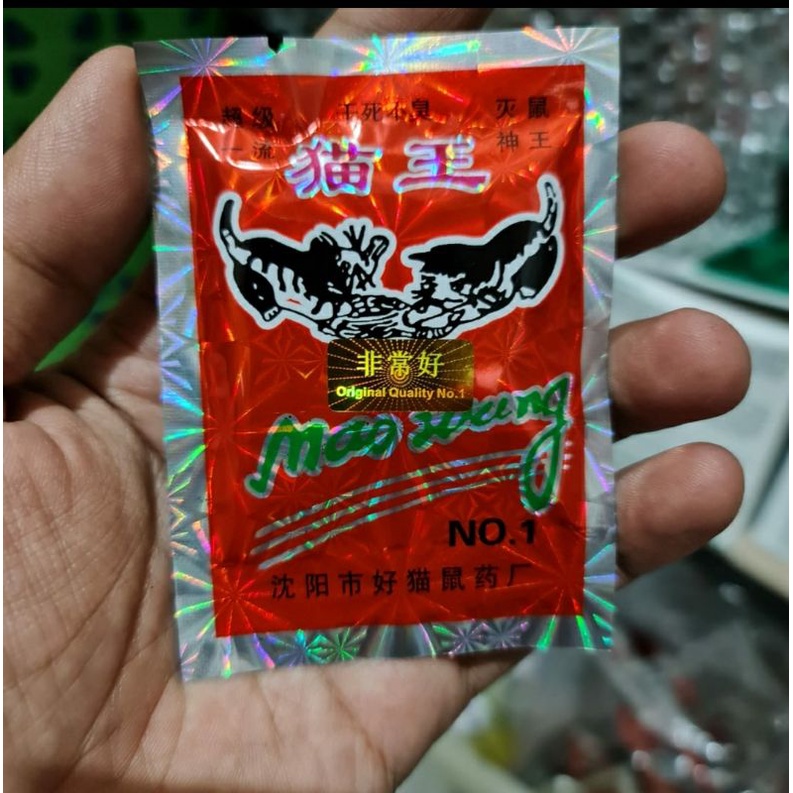 超级 干死不臭 灭鼠
一流 神王
猫王
非常好
Original Quality No.1
Mao Wang
NO.1
沈阳市好猫鼠药厂